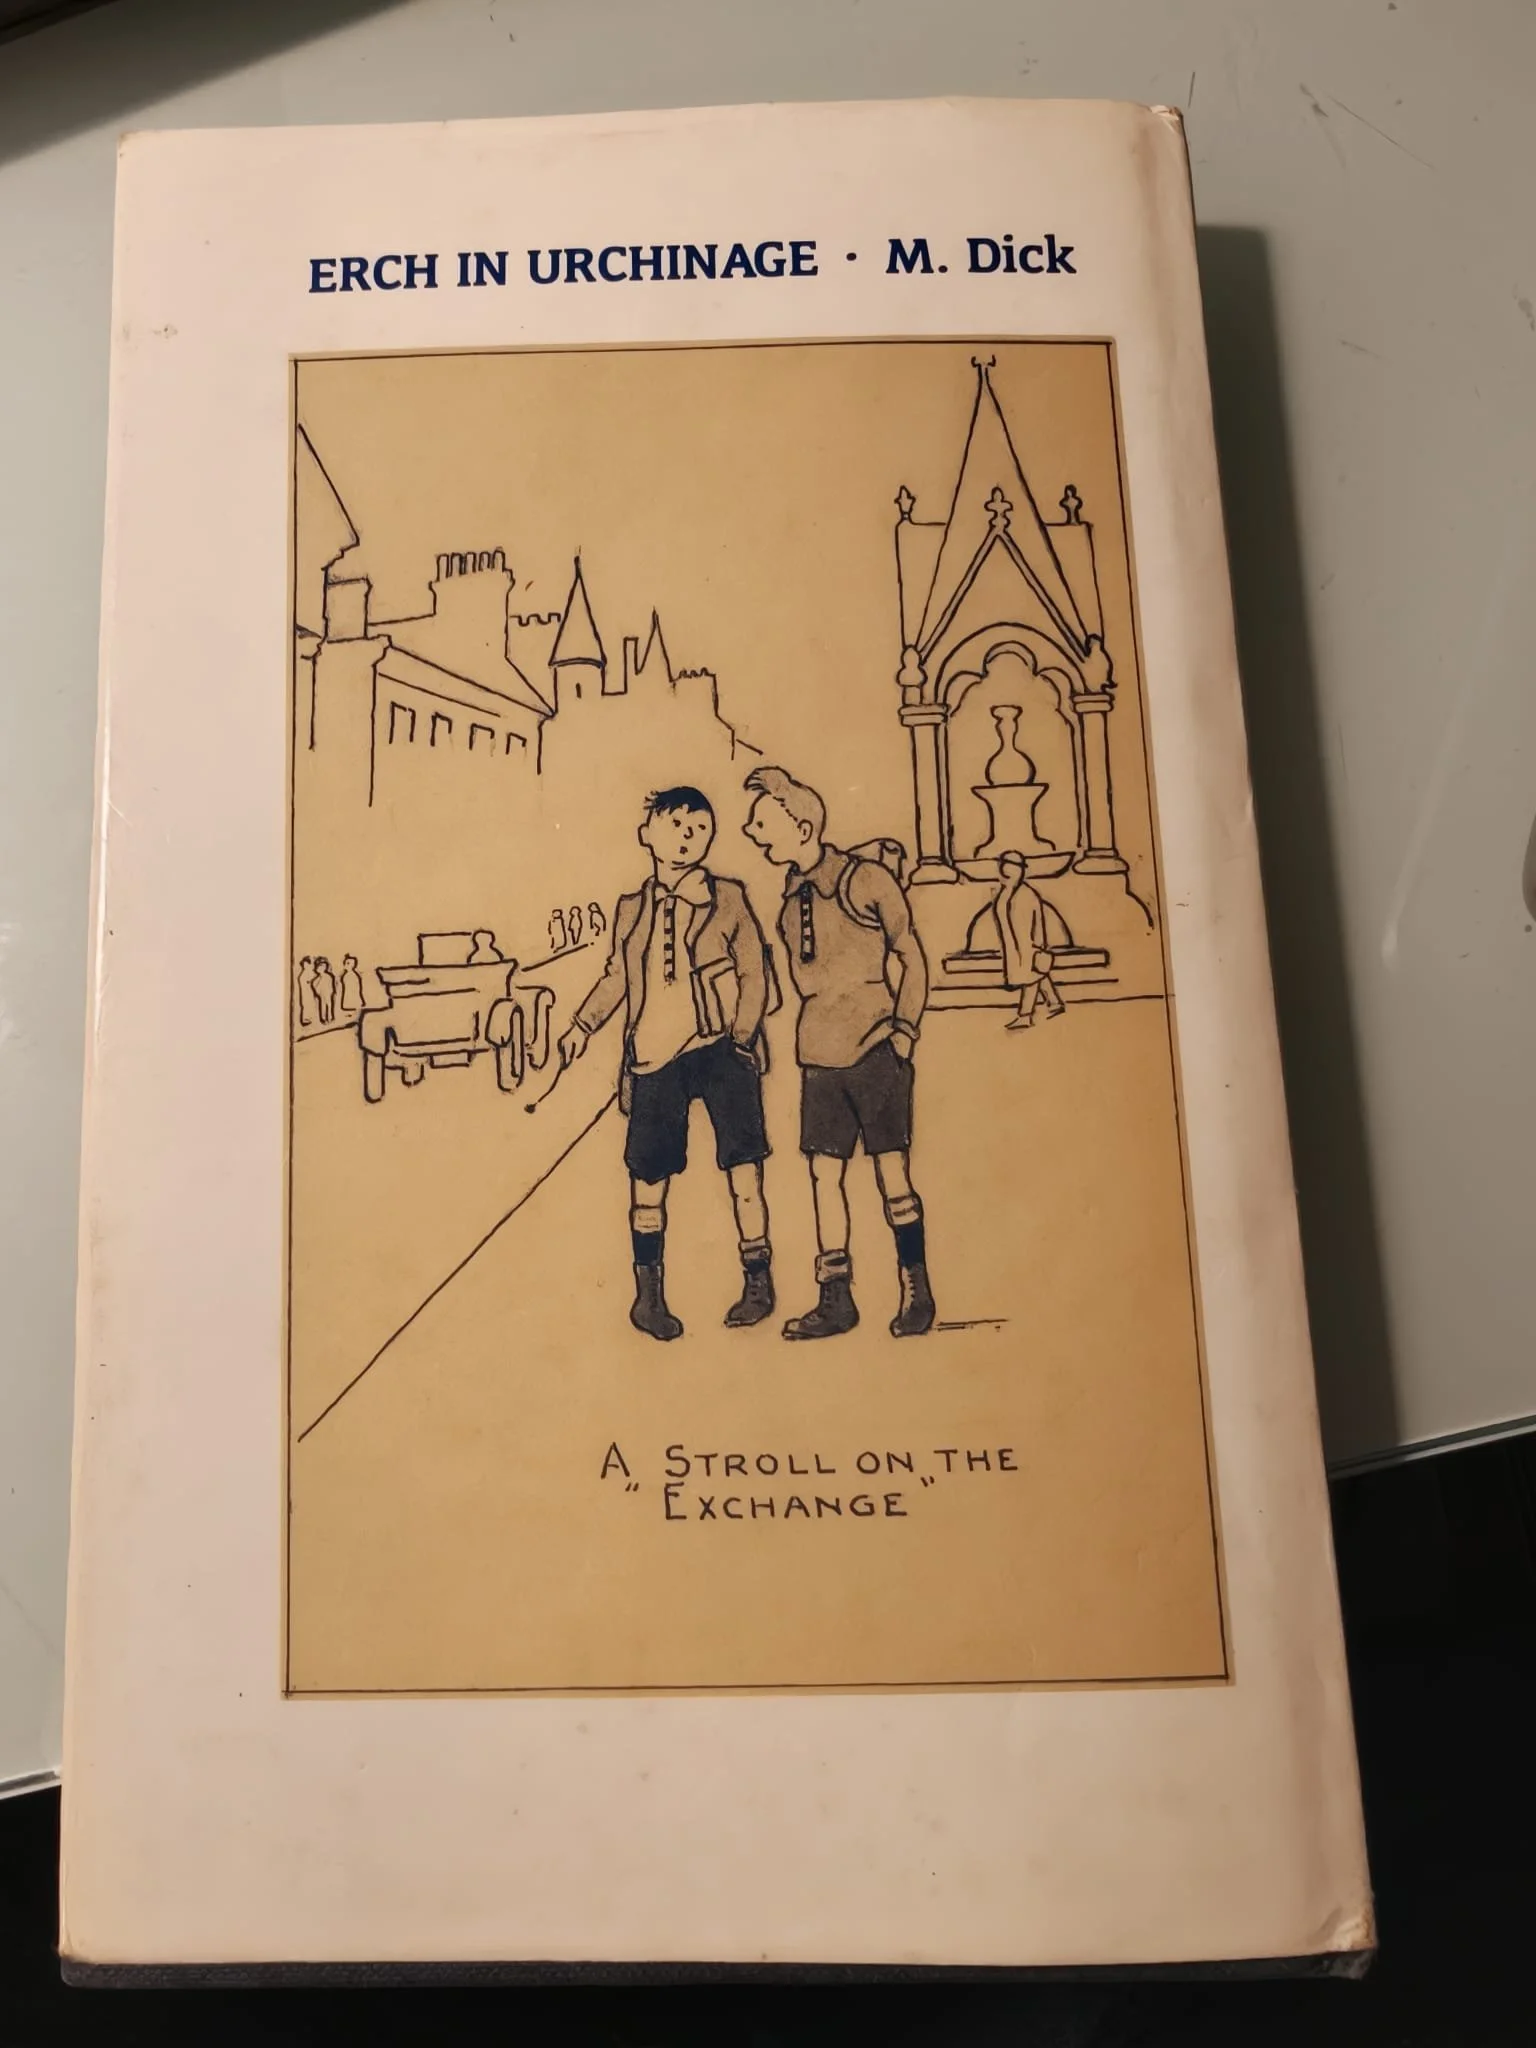 ERCH IN URCHINAGE · M. Dick
A STROLL ON THE
"EXCHANGE"